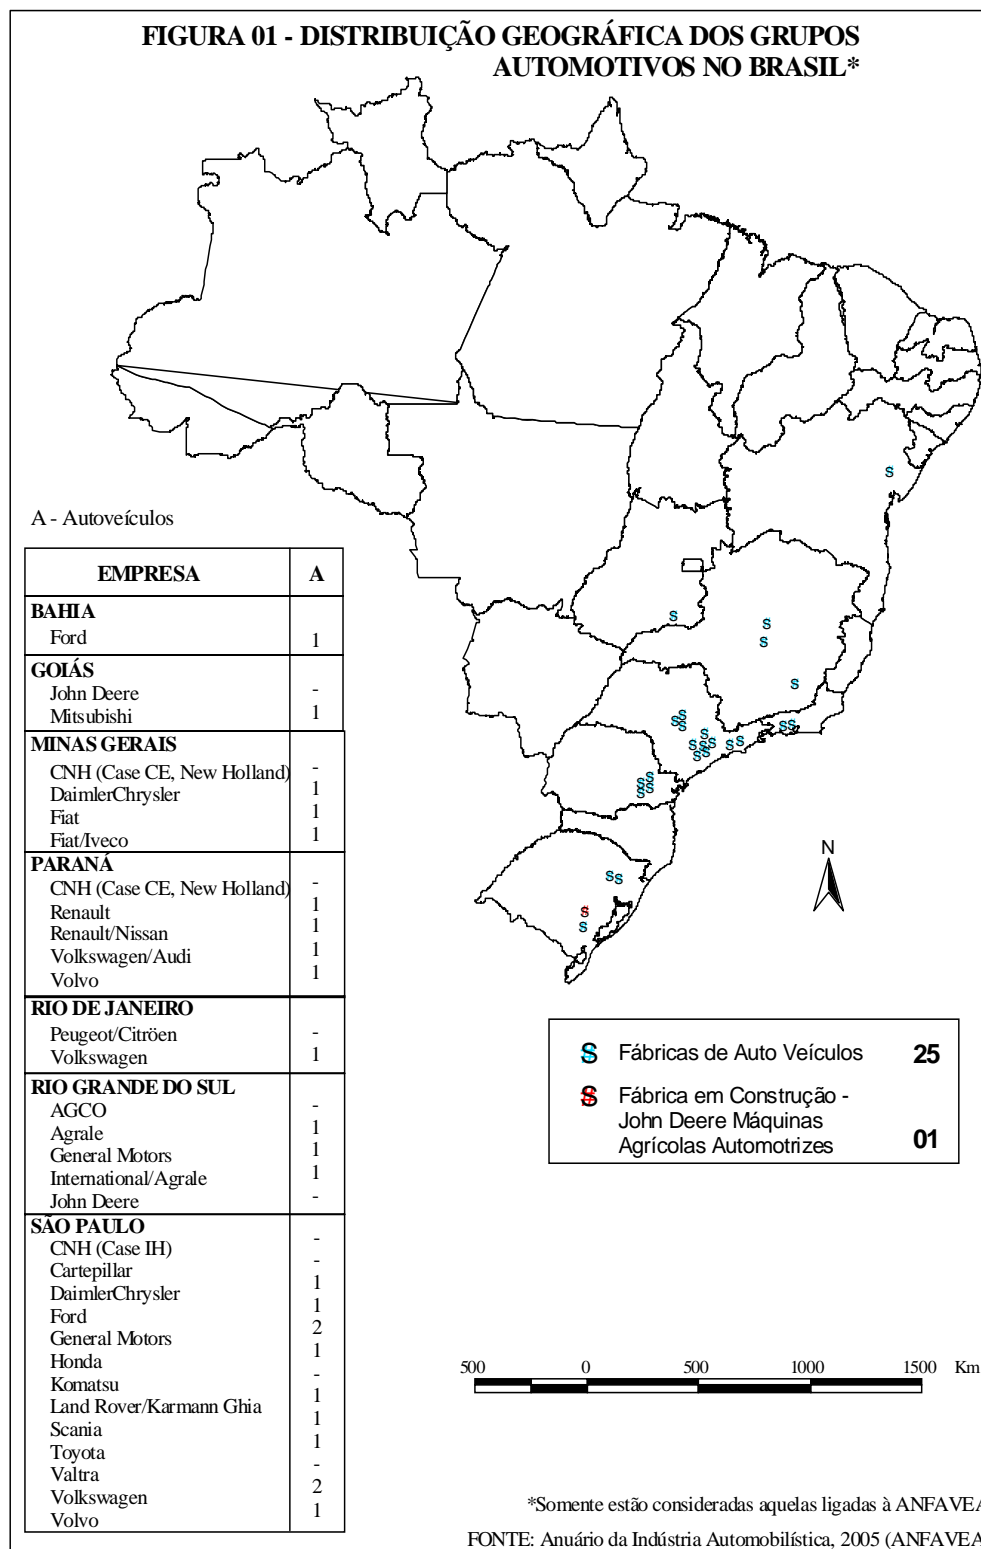 FIGURA 01 - DISTRIBUIÇÃO GEOGRÁFICA DOS GRUPOS
AUTOMOTIVOS NO BRASIL*
A - Autoveículos
EMPRESA A
BAHIA
Ford 1
GOIÁS
John Deere -
Mitsubishi 1
MINAS GERAIS
CNH (Case CE, New Holland) -
DaimlerChrysler 1
Fiat 1
Fiat/Iveco 1
PARANÁ
CNH (Case CE, New Holland) -
Renault 1
Renault/Nissan 1
Volkswagen/Audi 1
Volvo 1
RIO DE JANEIRO
Peugeot/Citröen -
Volkswagen 1
RIO GRANDE DO SUL
AGCO -
Agrale 1
General Motors 1
International/Agrale 1
John Deere -
SÃO PAULO
CNH (Case IH) -
Cartepillar -
DaimlerChrysler 1
Ford 1
General Motors 2
Honda 1
Komatsu -
Land Rover/Karmann Ghia 1
Scania 1
Toyota 1
Valtra -
Volkswagen 2
Volvo 1
N
S Fábricas de Auto Veículos 25
S Fábrica em Construção -
John Deere Máquinas
Agrícolas Automotrizes 01
500 0 500 1000 1500 Km
*Somente estão consideradas aquelas ligadas à ANFAVEA
FONTE: Anuário da Indústria Automobilística, 2005 (ANFAVEA